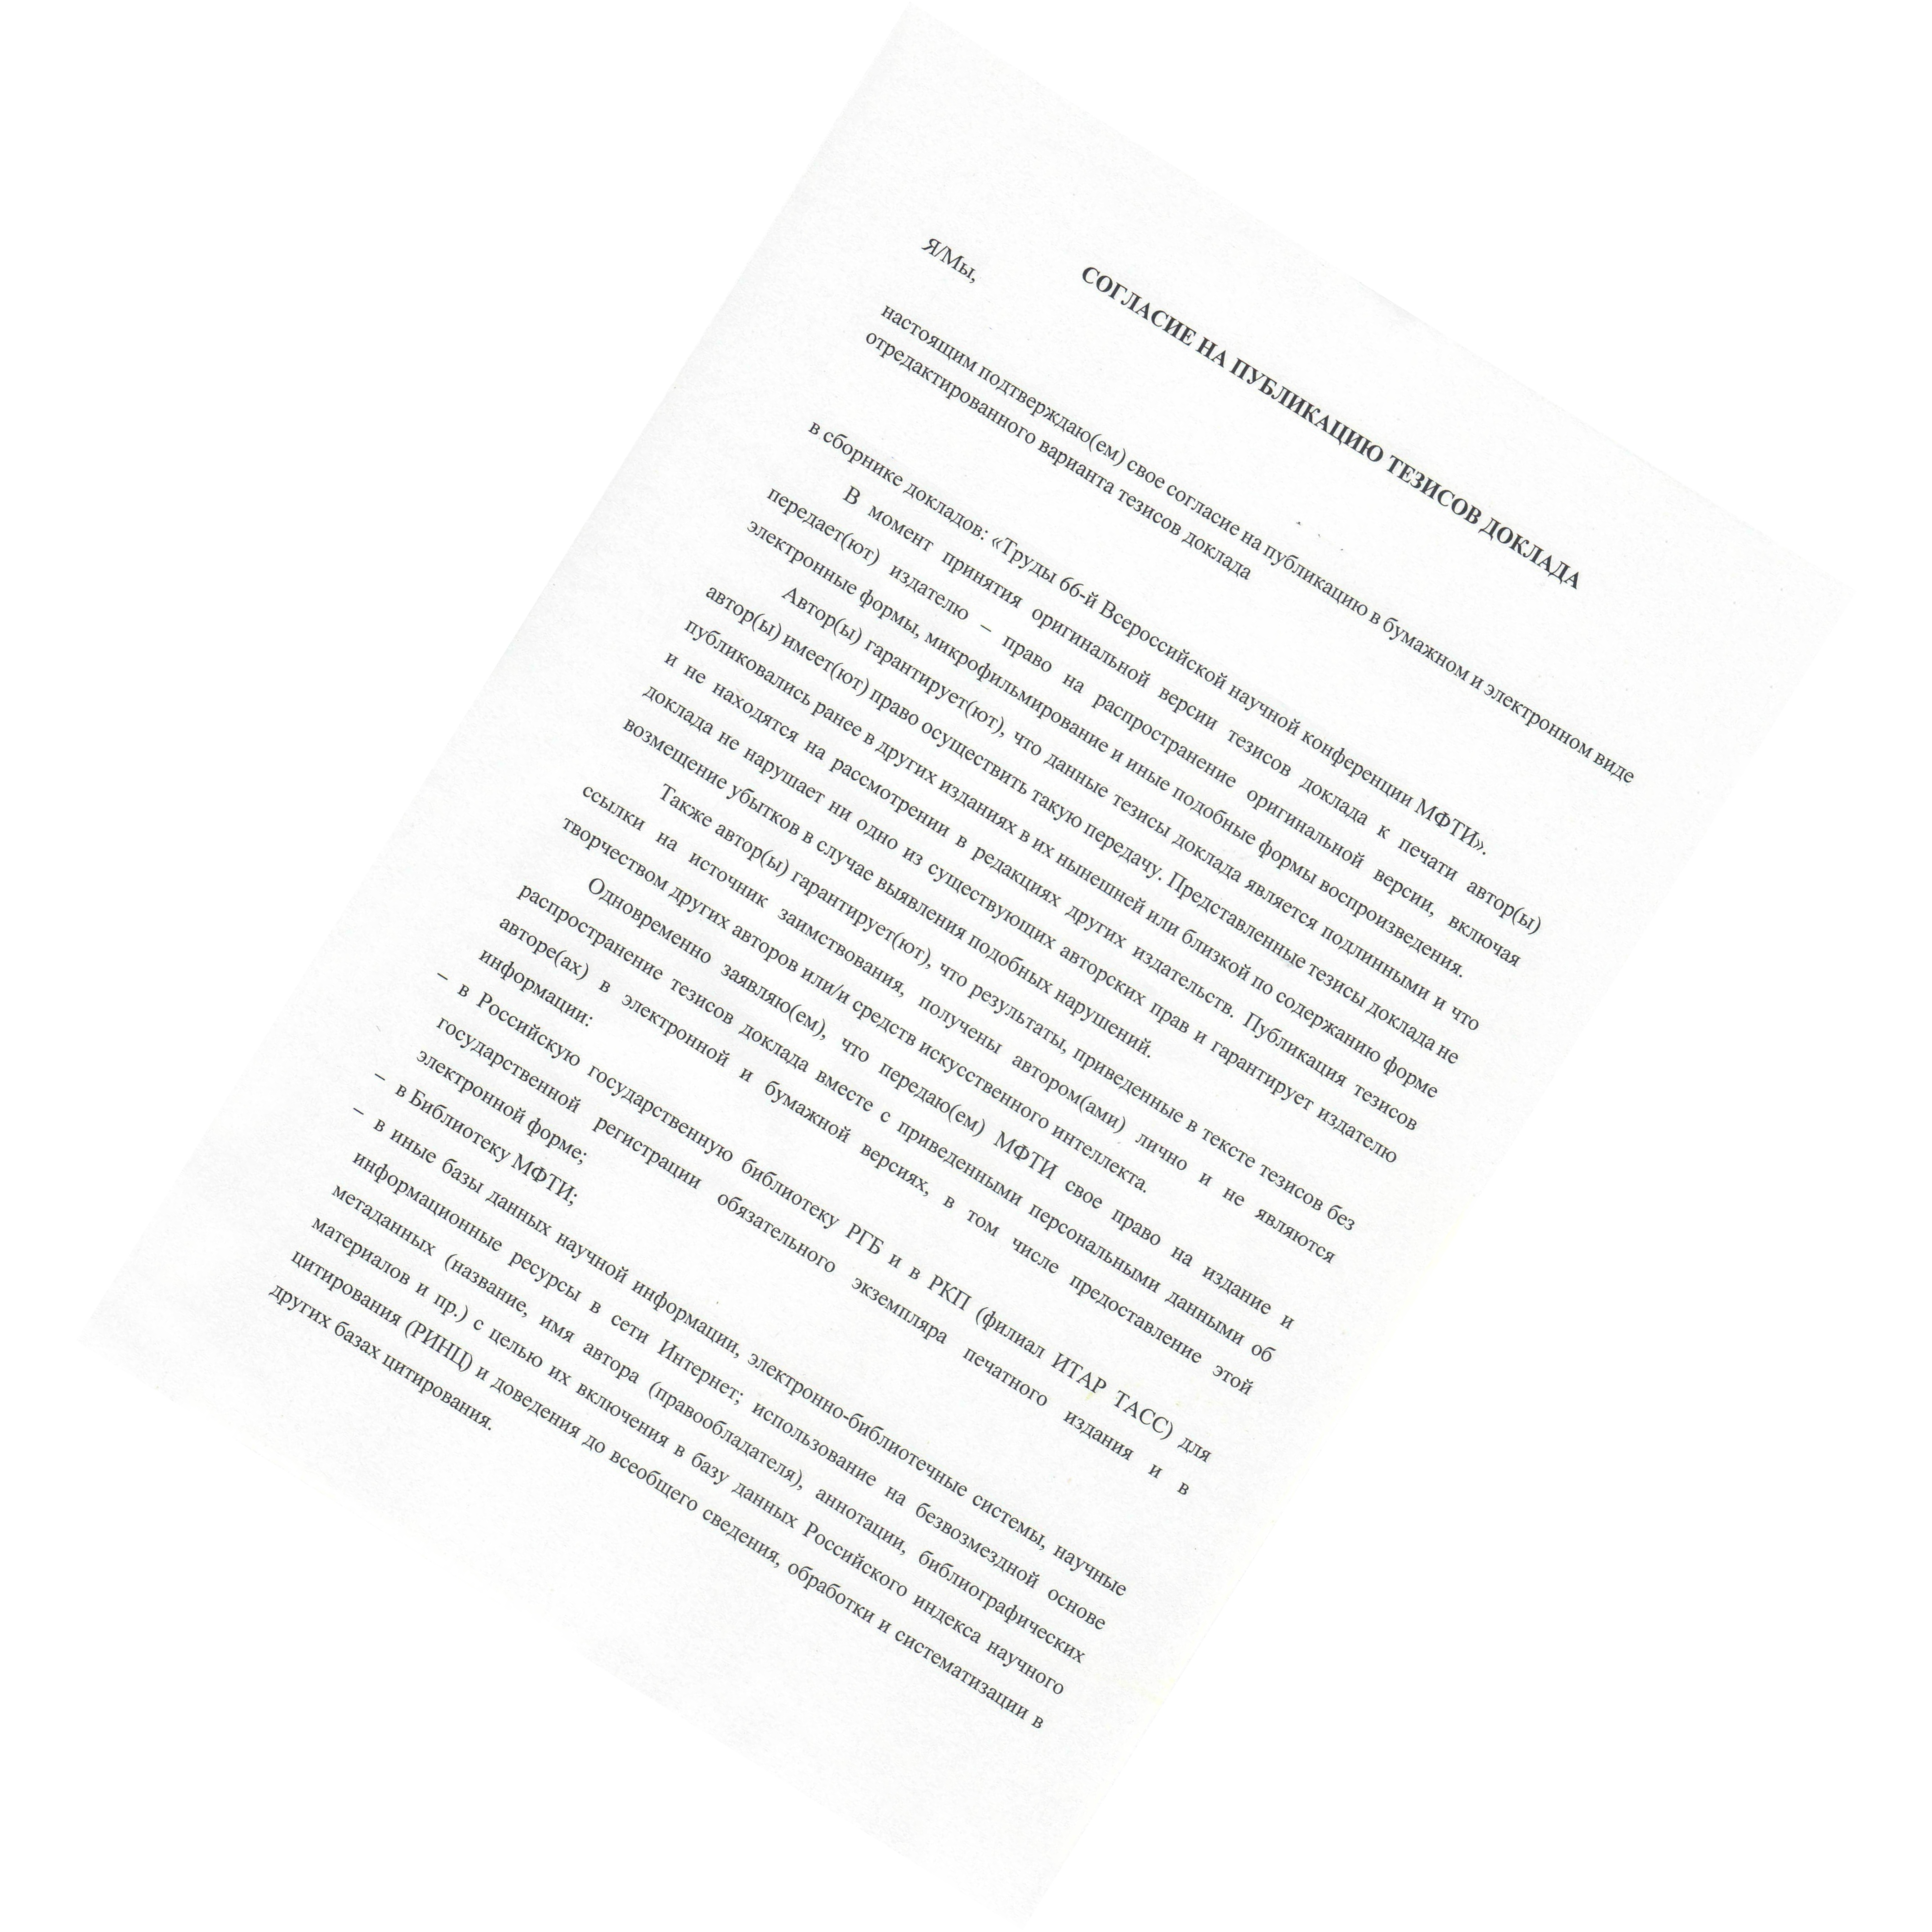 СОГЛАСИЕ НА ПУБЛИКАЦИЮ ТЕЗИСОВ ДОКЛАДА
Я/Мы,
настоящим подтверждаю(ем) свое согласие на публикацию в бумажном и электронном виде
отредактированного варианта тезисов доклада
в сборнике докладов: «Труды 66-й Всероссийской научной конференции МФТИ».
В момент принятия оригинальной версии тезисов доклада к печати автор(ы)
передает(ют) издателю – право на распространение оригинальной версии, включая
электронные формы, микрофильмирование и иные подобные формы воспроизведения.
Автор(ы) гарантирует(ют), что данные тезисы доклада является подлинными и что
автор(ы) имеет(ют) право осуществить такую передачу. Представленные тезисы доклада не
публиковались ранее в других изданиях в их нынешней или близкой по содержанию форме
и не находятся на рассмотрении в редакциях других издательств. Публикация тезисов
доклада не нарушает ни одно из существующих авторских прав и гарантирует издателю
возмещение убытков в случае выявления подобных нарушений.
Также автор(ы) гарантирует(ют), что результаты, приведенные в тексте тезисов без
ссылки на источник заимствования, получены автором(ами) лично и не являются
творчеством других авторов или/и средств искусственного интеллекта.
Одновременно заявляю(ем), что передаю(ем) МФТИ свое право на издание и
распространение тезисов доклада вместе с приведенными персональными данными об
авторе(ах) в электронной и бумажной версиях, в том числе предоставление этой
информации:
– в Российскую государственную библиотеку РГБ и в РКП (филиал ИТАР ТАСС) для
государственной регистрации обязательного экземпляра печатного издания и в
электронной форме;
– в Библиотеку МФТИ;
– в иные базы данных научной информации, электронно-библиотечные системы, научные
информационные ресурсы в сети Интернет; использование на безвозмездной основе
метаданных (название, имя автора (правообладателя), аннотации, библиографических
материалов и пр.) с целью их включения в базу данных Российского индекса научного
цитирования (РИНЦ) и доведения до всеобщего сведения, обработки и систематизации в
других базах цитирования.